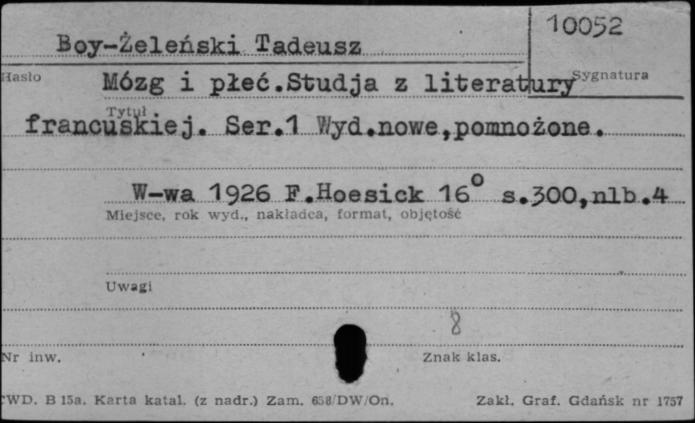 10052
Boy-Żeleński Tadeusz
Hasło
Sygnatura
Mózg i płeć.Studja z literatury
Tytuł
francuskiej. Ser.1 Wyd.nowe,pomnożone.
W-wa 1926 F.Hoesick 16° s.300,nlb.4
Miejsce, rok wyd., nakładca, format, objętość
Uwagi
8
Nr inw.
Znak klas.
WD. B 15a. Karta katal. (z nadr.) Zam. 658/DW/On. Zakł. Graf. Gdańsk nr 1757